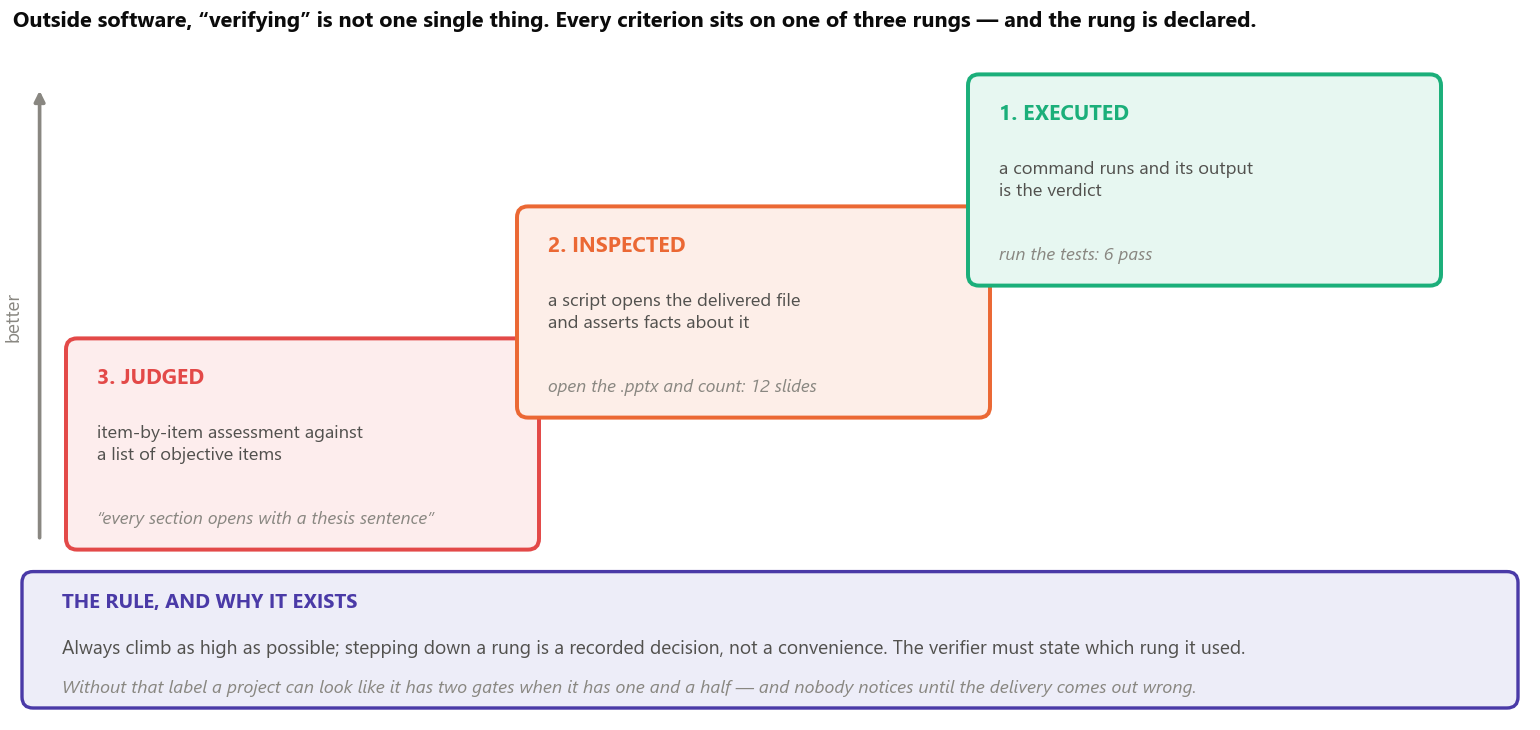 Outside software, “verifying” is not one single thing. Every criterion sits on one of three rungs — and the rung is declared.
better
1. EXECUTED
a command runs and its output
is the verdict
run the tests: 6 pass
2. INSPECTED
a script opens the delivered file
and asserts facts about it
open the .pptx and count: 12 slides
3. JUDGED
item-by-item assessment against
a list of objective items
“every section opens with a thesis sentence”
THE RULE, AND WHY IT EXISTS
Always climb as high as possible; stepping down a rung is a recorded decision, not a convenience. The verifier must state which rung it used.
Without that label a project can look like it has two gates when it has one and a half — and nobody notices until the delivery comes out wrong.